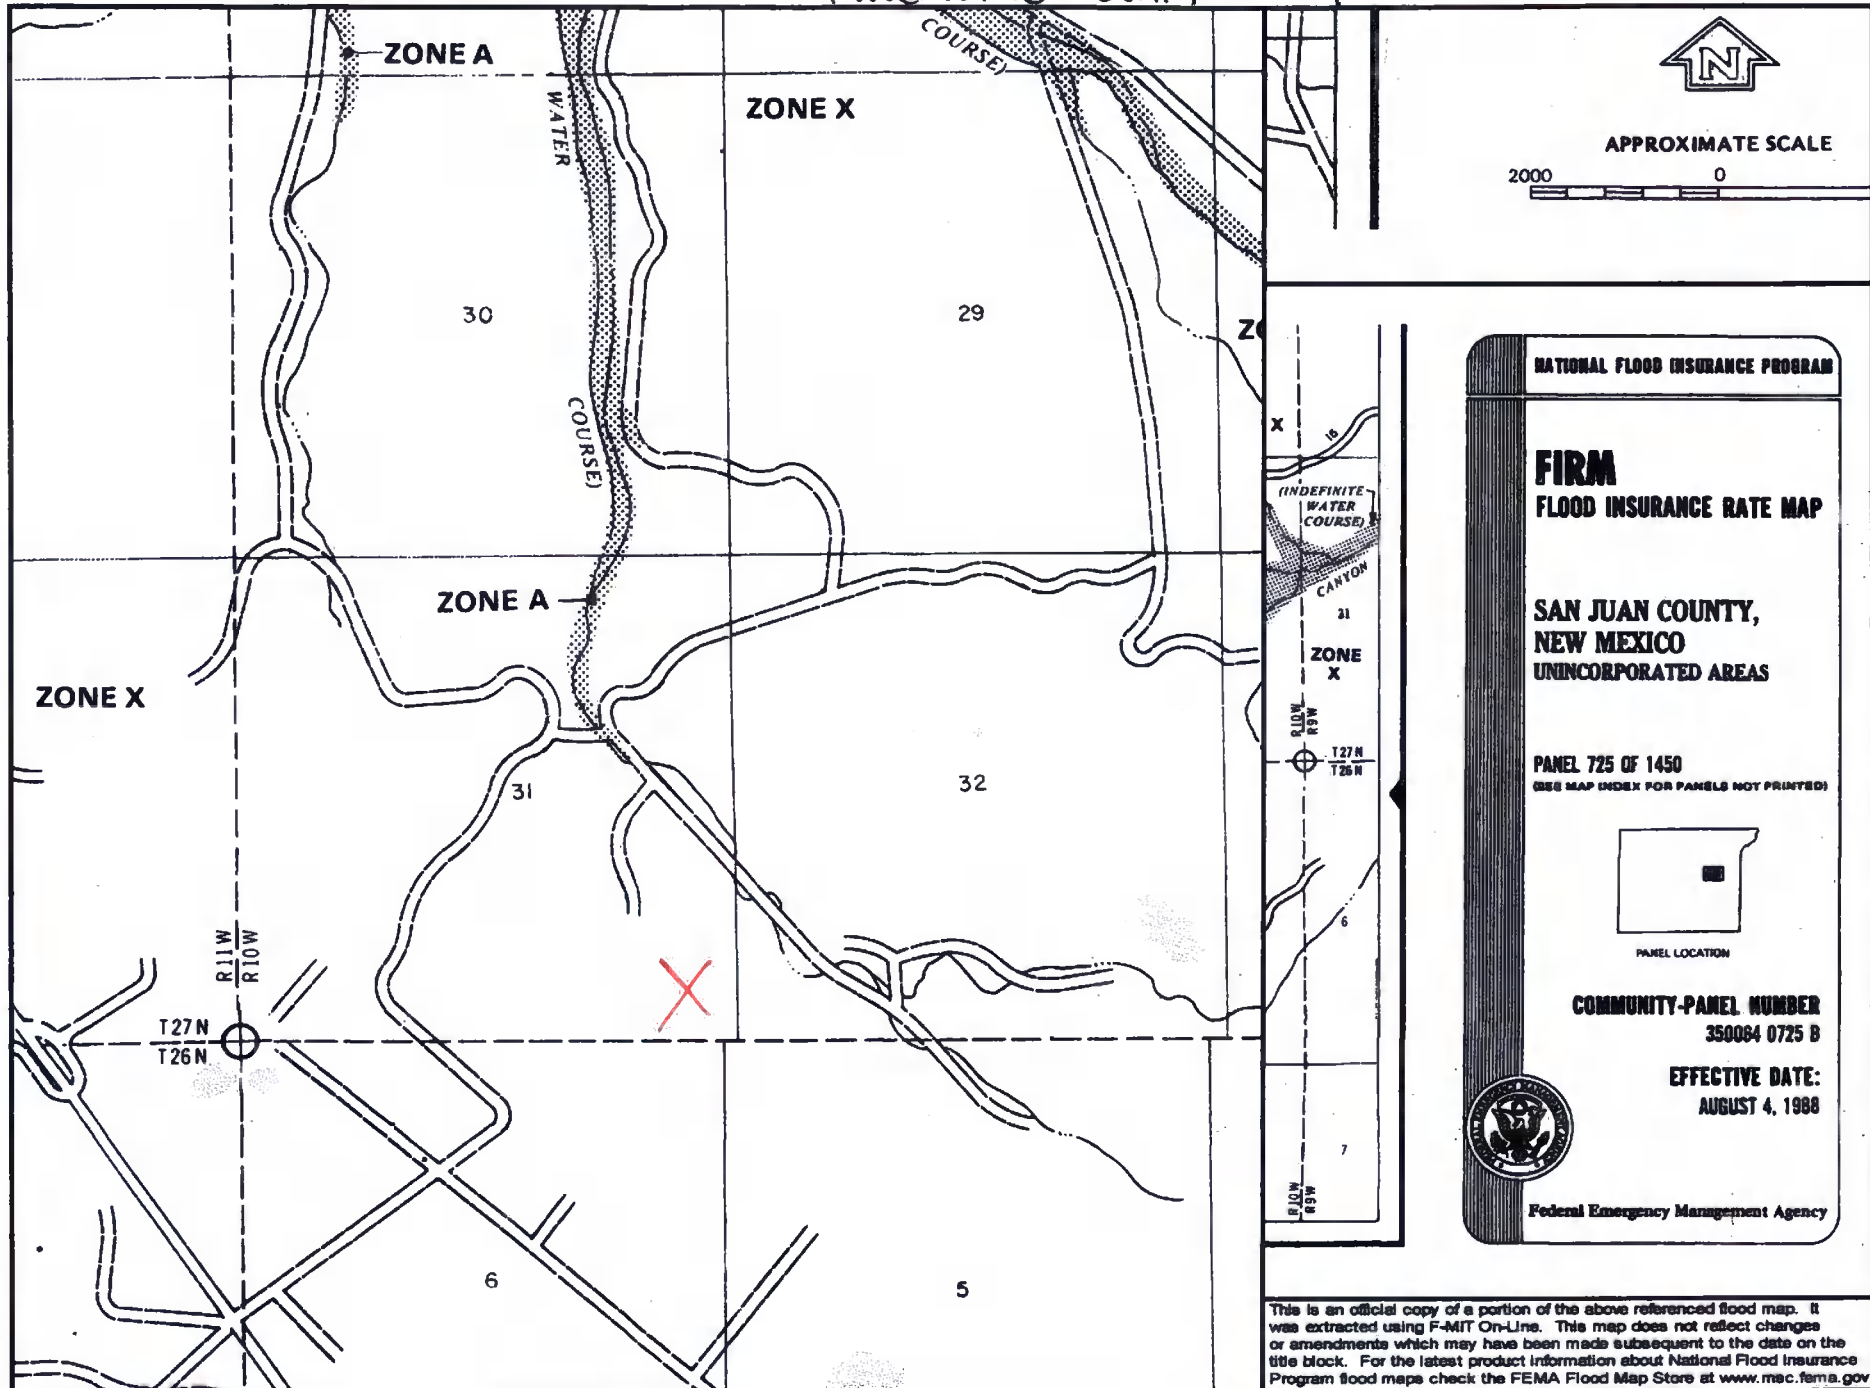 ZONE A
WATER
COURSE)
ZONE X
COURSE)
30
29
ZONE A
ZONE X
31
32
R11W
R10W
T27N
T26N
6
5
N
APPROXIMATE SCALE
2000 0
X
16
(INDEFINITE
WATER
COURSE)
CANYON
31
ZONE
X
R10W
R9W
T27N
T26N
6
7
R10W
R9W
NATIONAL FLOOD INSURANCE PROGRAM
FIRM
FLOOD INSURANCE RATE MAP
SAN JUAN COUNTY,
NEW MEXICO
UNINCORPORATED AREAS
PANEL 725 OF 1450
(SEE MAP INDEX FOR PANELS NOT PRINTED)
PANEL LOCATION
COMMUNITY-PANEL NUMBER
350064 0725 B
EFFECTIVE DATE:
AUGUST 4, 1988
Federal Emergency Management Agency
This is an official copy of a portion of the above referenced flood map. It
was extracted using F-MIT On-Line. This map does not reflect changes
or amendments which may have been made subsequent to the date on the
title block. For the latest product information about National Flood Insurance
Program flood maps check the FEMA Flood Map Store at www.msc.fema.gov